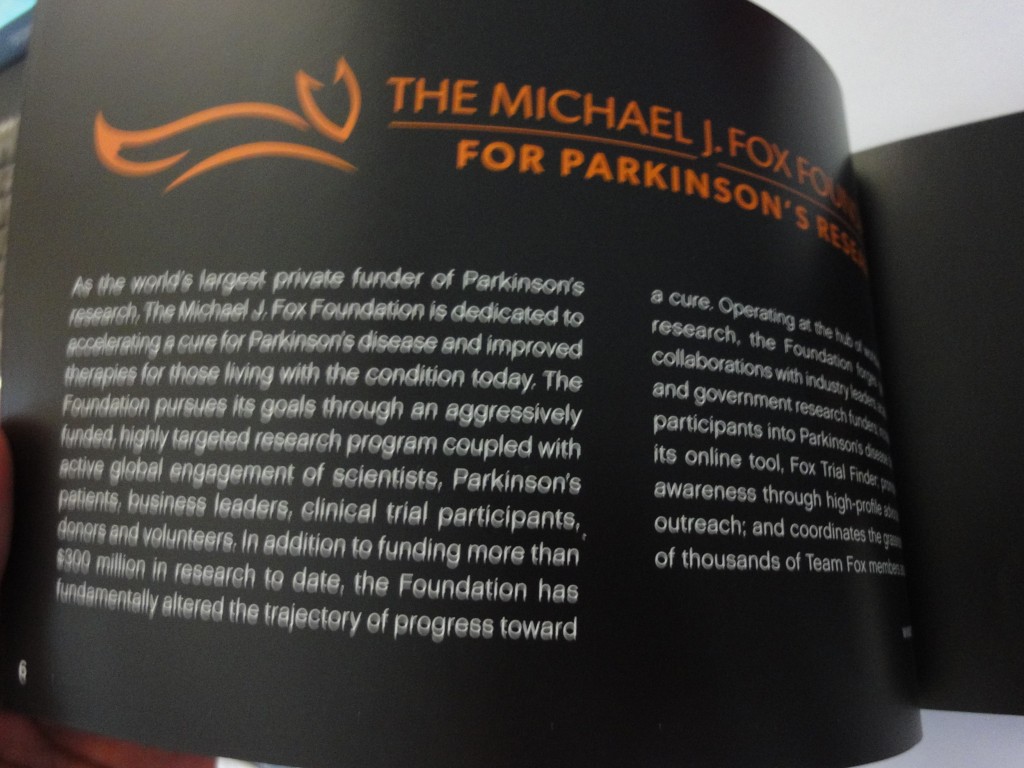 THE MICHAEL J. FOX
FOR PARKINSON'S
As the world's largest private funder of Parkinson's
research, The Michael J. Fox Foundation is dedicated to
accelerating a cure for Parkinson's disease and improved
therapies for those living with the condition today. The
Foundation pursues its goals through an aggressively
funded, highly targeted research program coupled with
active global engagement of scientists, Parkinson's
patients, business leaders, clinical trial participants,
donors and volunteers. In addition to funding more than
$300 million in research to date, the Foundation has
fundamentally altered the trajectory of progress toward
a cure. Operating at the hub of
research, the Foundation forges
collaborations with industry leaders
and government research funders
participants into Parkinson's disease
its online tool, Fox Trial Finder;
awareness through high-profile
outreach; and coordinates the
of thousands of Team Fox members
6